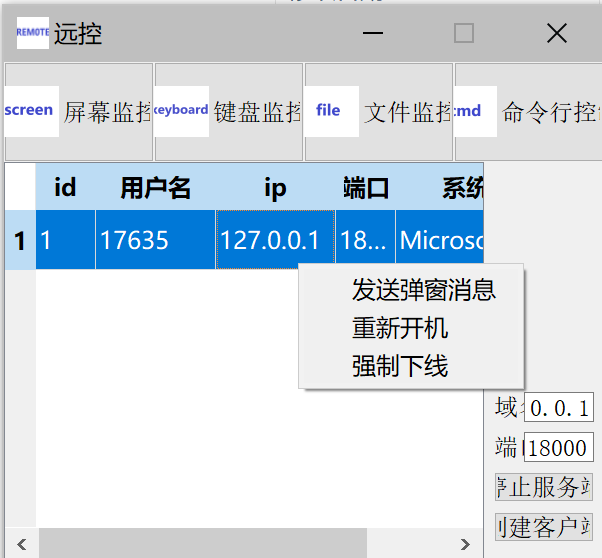 REMOTE 远控
screen 屏幕监控
keyboard 键盘监控
file 文件监控
cmd 命令行控
id 用户名 ip 端口 系统
1 1 17635 127.0.0.1 18... Microso
发送弹窗消息
重新开机
强制下线
域 0.0.1
端 18000
停止服务端
创建客户端